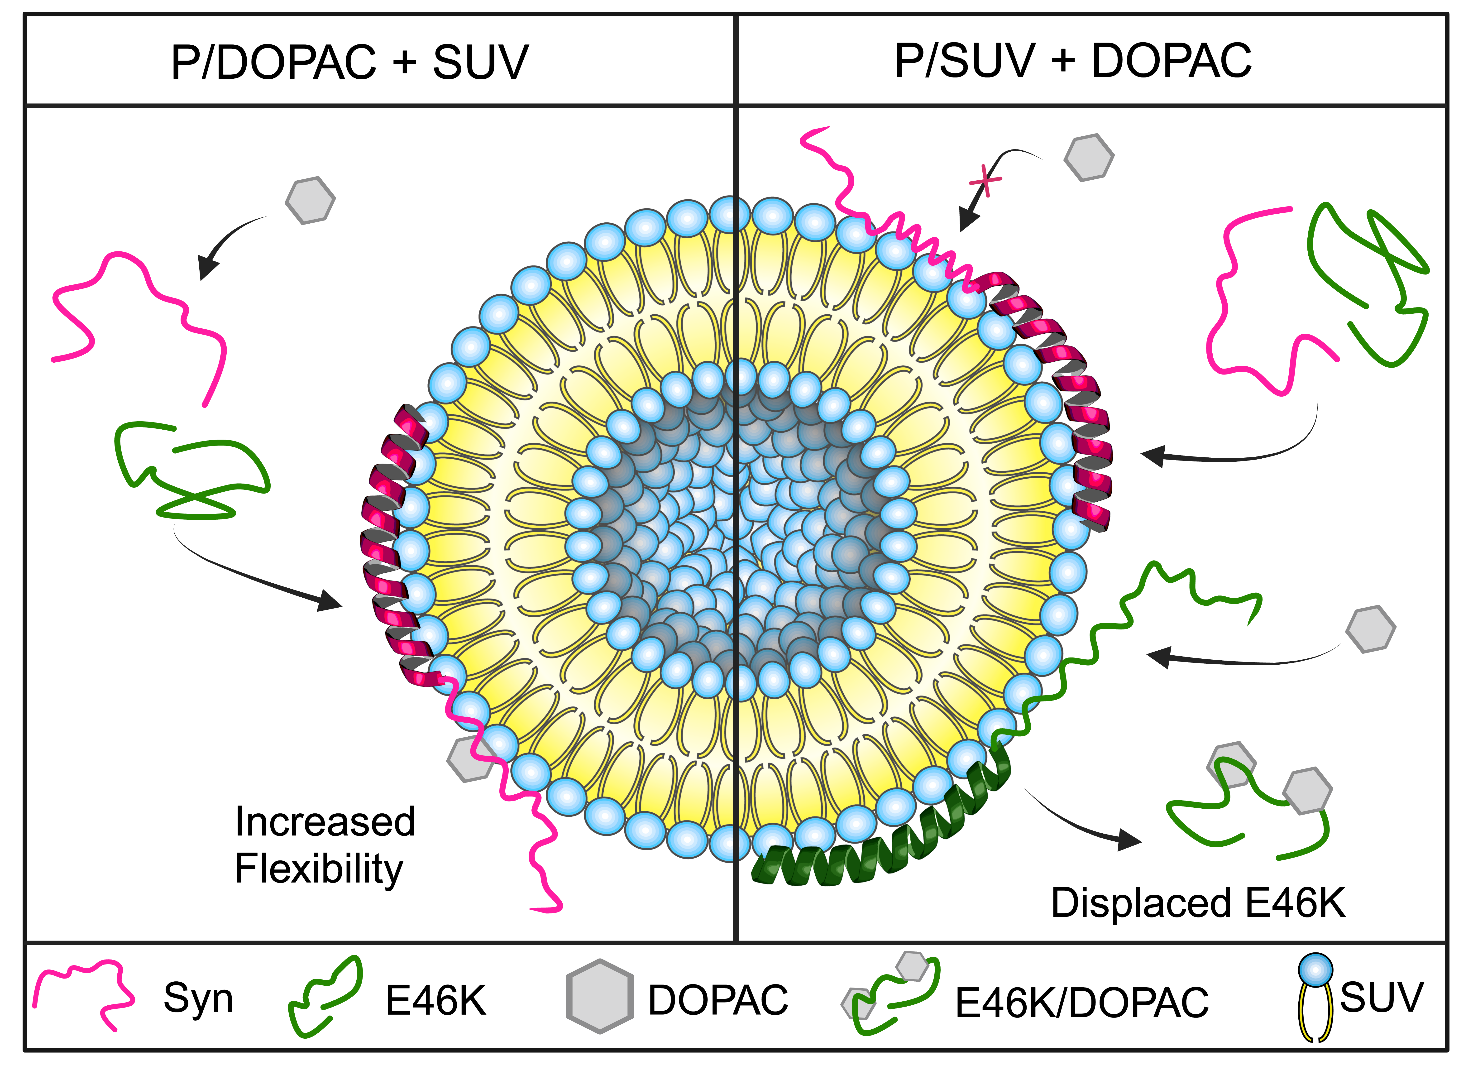 P/DOPAC + SUV
P/SUV + DOPAC
Increased
Flexibility
Displaced E46K
Syn
E46K
DOPAC
E46K/DOPAC
SUV